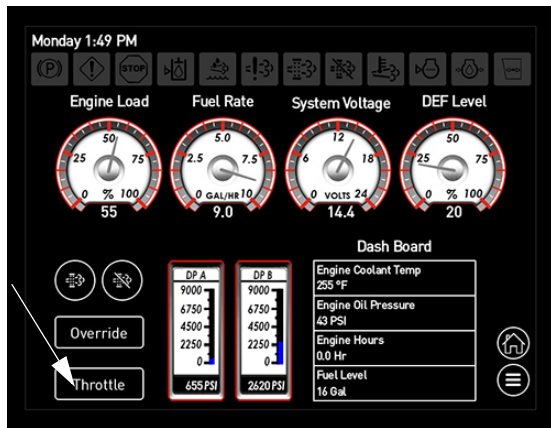 Monday 1:49 PM
(P)
STOP
Engine Load
Fuel Rate
System Voltage
DEF Level
50
25 75
0 % 100
55
5.0
2.5 7.5
0 GAL/HR 10
9.0
12
6 18
0 VOLTS 24
14.4
50
25 75
0 % 100
20
Dash Board
Engine Coolant Temp
255 °F
Engine Oil Pressure
43 PSI
Engine Hours
0.0 Hr
Fuel Level
16 Gal
DP A
9000
6750
4500
2250
0
655 PSI
DP B
9000
6750
4500
2250
0
2620 PSI
Override
Throttle